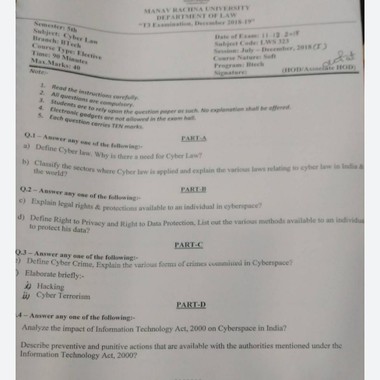 MANAV RACHNA UNIVERSITY
DEPARTMENT OF LAW
"T3 Examination, December 2018-19"
Semester: 5th
Date of Exam: 11-12-2018
Subject: Cyber Law
Subject Code: LWS 323
Branch: BTech
Session: July – December, 2018 (I)
Course Type: Elective
Course Nature: Soft
Time: 90 Minutes
Program: Btech
Max.Marks: 40
Signature: (HOD/Associate HOD)
Note:-
1. Read the instructions carefully.
2. All questions are compulsory.
3. Students are to rely upon the question paper as such. No explanation shall be offered.
4. Electronic gadgets are not allowed in the exam hall.
5. Each question carries TEN marks.
PART-A
Q.1 – Answer any one of the following:-
a) Define Cyber law. Why is there a need for Cyber Law?
b) Classify the sectors where Cyber law is applied and explain the various laws relating to cyber law in India &
the world?
PART-B
Q.2 – Answer any one of the following:-
c) Explain legal rights & protections available to an individual in cyberspace?
d) Define Right to Privacy and Right to Data Protection. List out the various methods available to an individual
to protect his data?
PART-C
Q.3 – Answer any one of the following:-
) Define Cyber Crime, Explain the various forms of crimes committed in Cyberspace?
) Elaborate briefly:-
i) Hacking
ii) Cyber Terrorism
PART-D
.4 – Answer any one of the following:-
Analyze the impact of Information Technology Act, 2000 on Cyberspace in India?
Describe preventive and punitive actions that are available with the authorities mentioned under the
Information Technology Act, 2000?